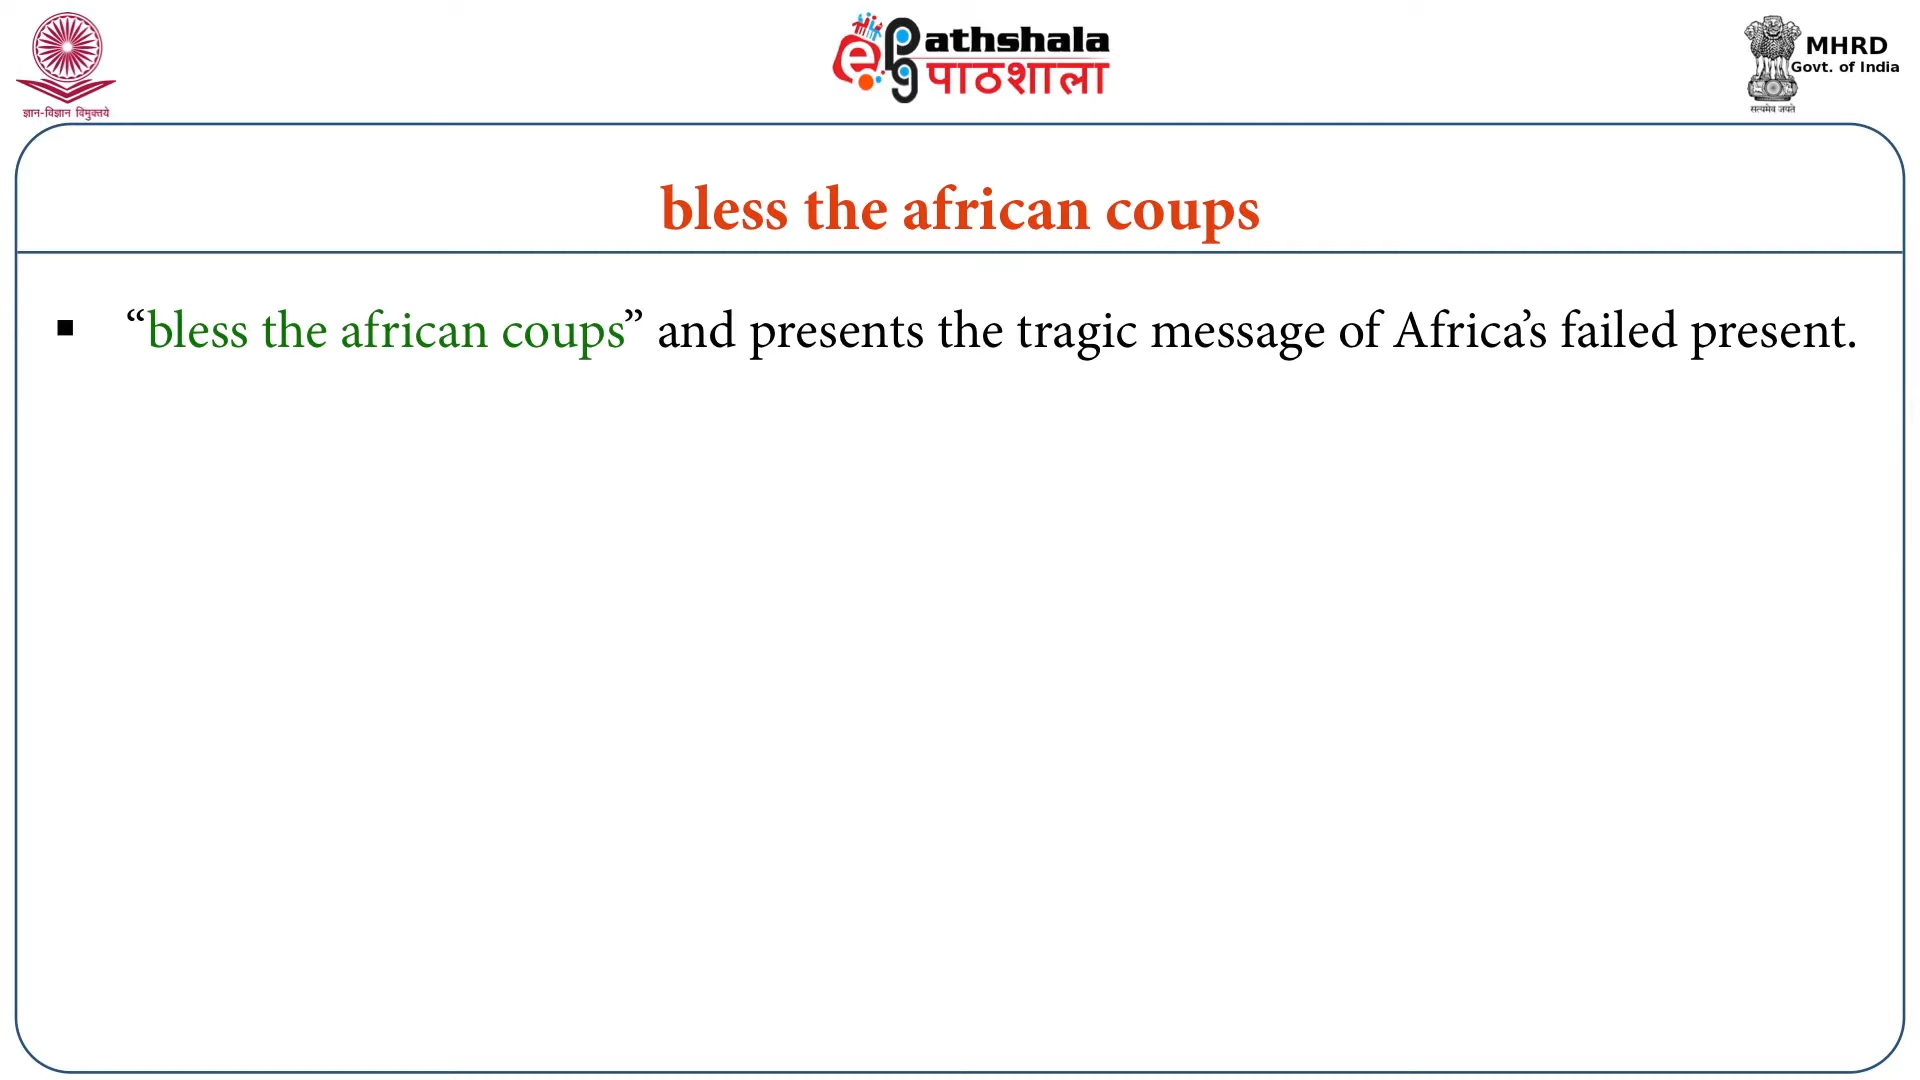 ज्ञान-विज्ञान विमुक्तये
ePathshala
पाठशाला
MHRD
Govt. of India
सत्यमेव जयते
bless the african coups
▪ “bless the african coups” and presents the tragic message of Africa’s failed present.